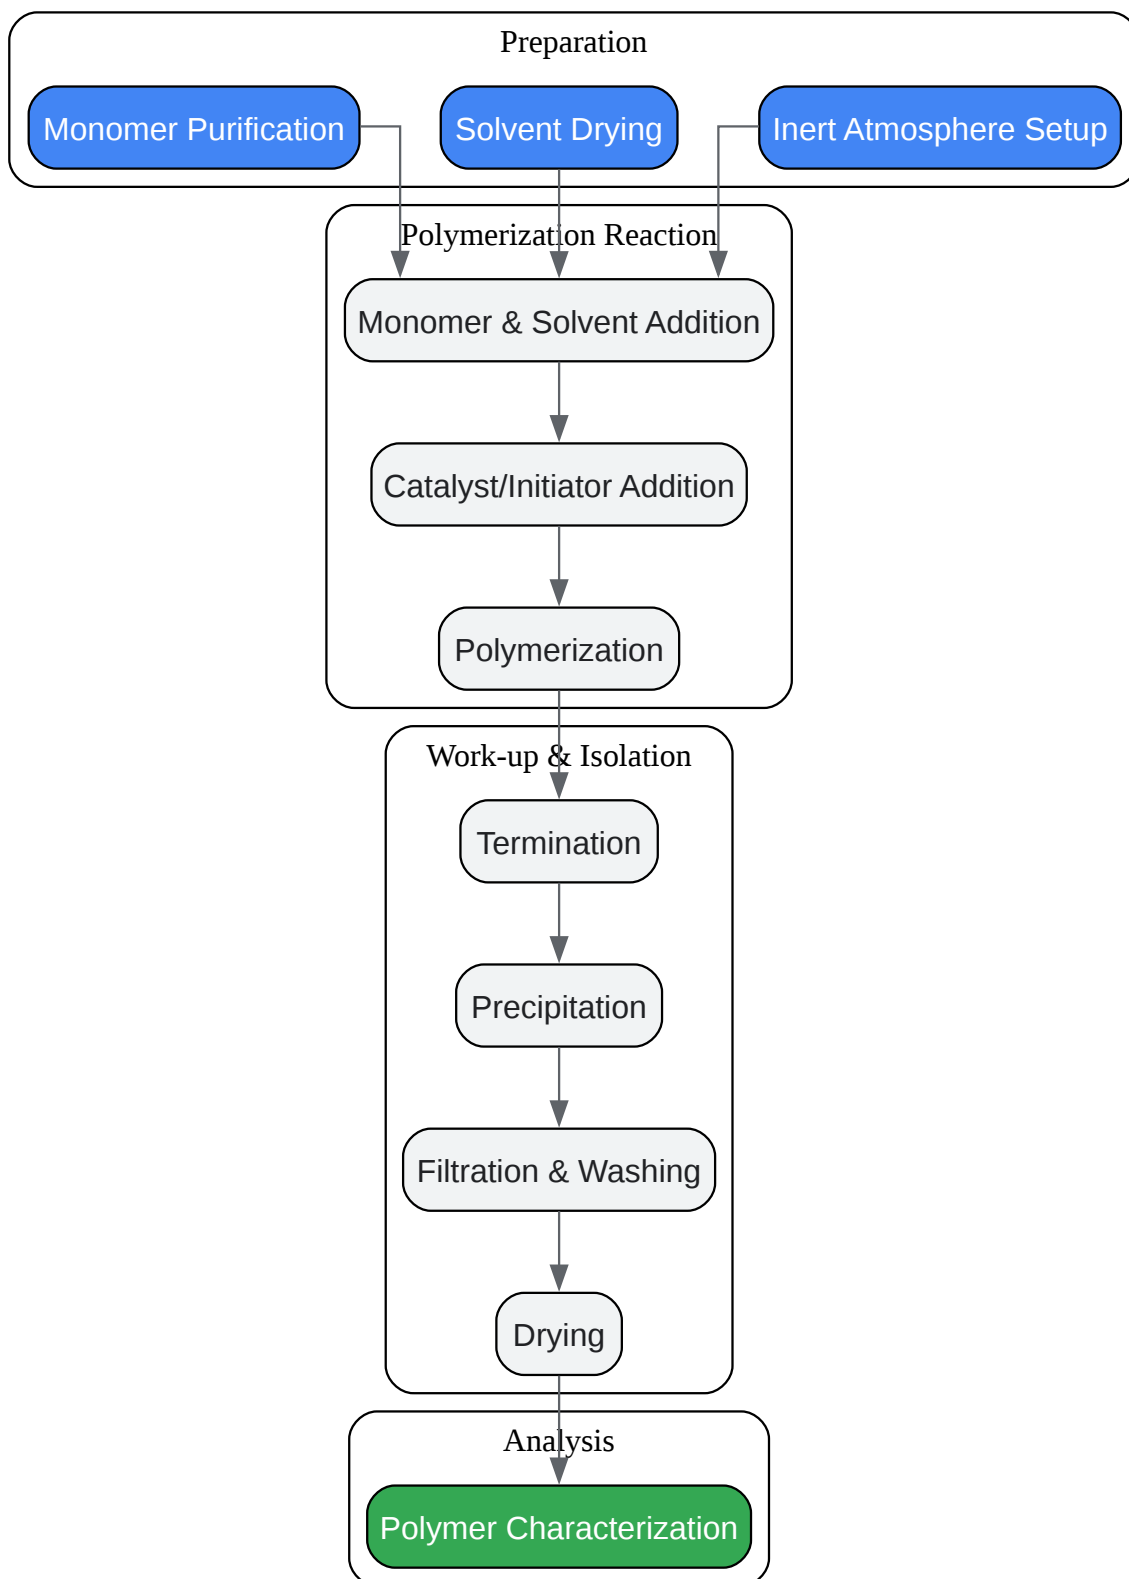 Preparation
Monomer Purification
Solvent Drying
Inert Atmosphere Setup
Polymerization Reaction
Monomer & Solvent Addition
Catalyst/Initiator Addition
Polymerization
Work-up & Isolation
Termination
Precipitation
Filtration & Washing
Drying
Analysis
Polymer Characterization